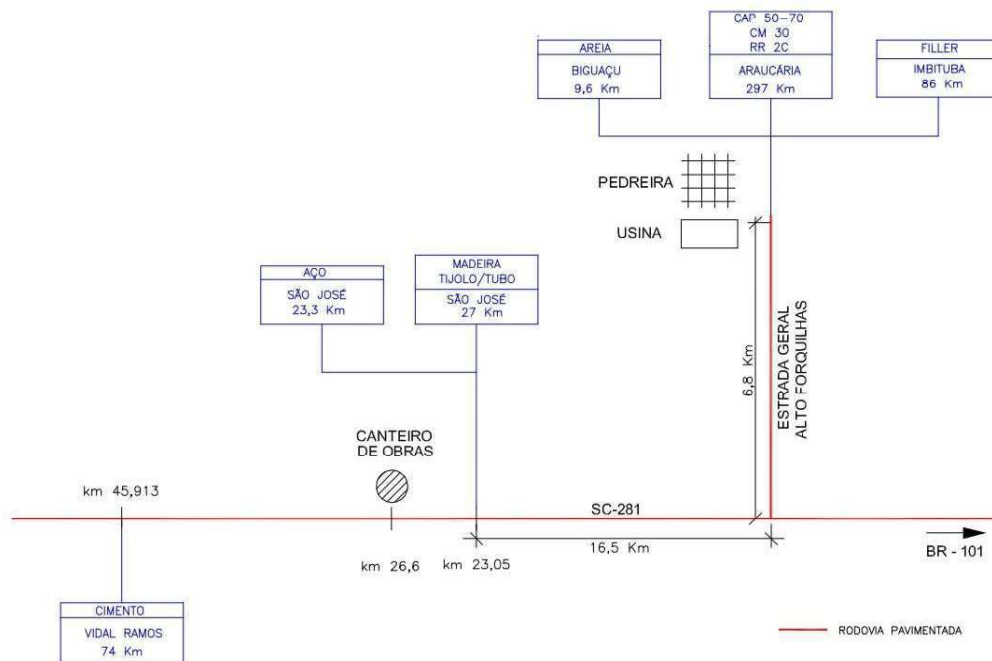 CAP 50-70
CM 30
RR 2C
ARAUCÁRIA
297 Km
AREIA
BIGUAÇU
9,6 Km
FILLER
IMBITUBA
86 Km
PEDREIRA
USINA
AÇO
SÃO JOSÉ
23,3 Km
MADEIRA
TIJOLO/TUBO
SÃO JOSÉ
27 Km
6,8 Km
ESTRADA GERAL
ALTO FORQUILHAS
CANTEIRO
DE OBRAS
km 45,913
SC-281
16,5 Km
BR - 101
km 26,6
km 23,05
CIMENTO
VIDAL RAMOS
74 Km
RODOVIA PAVIMENTADA